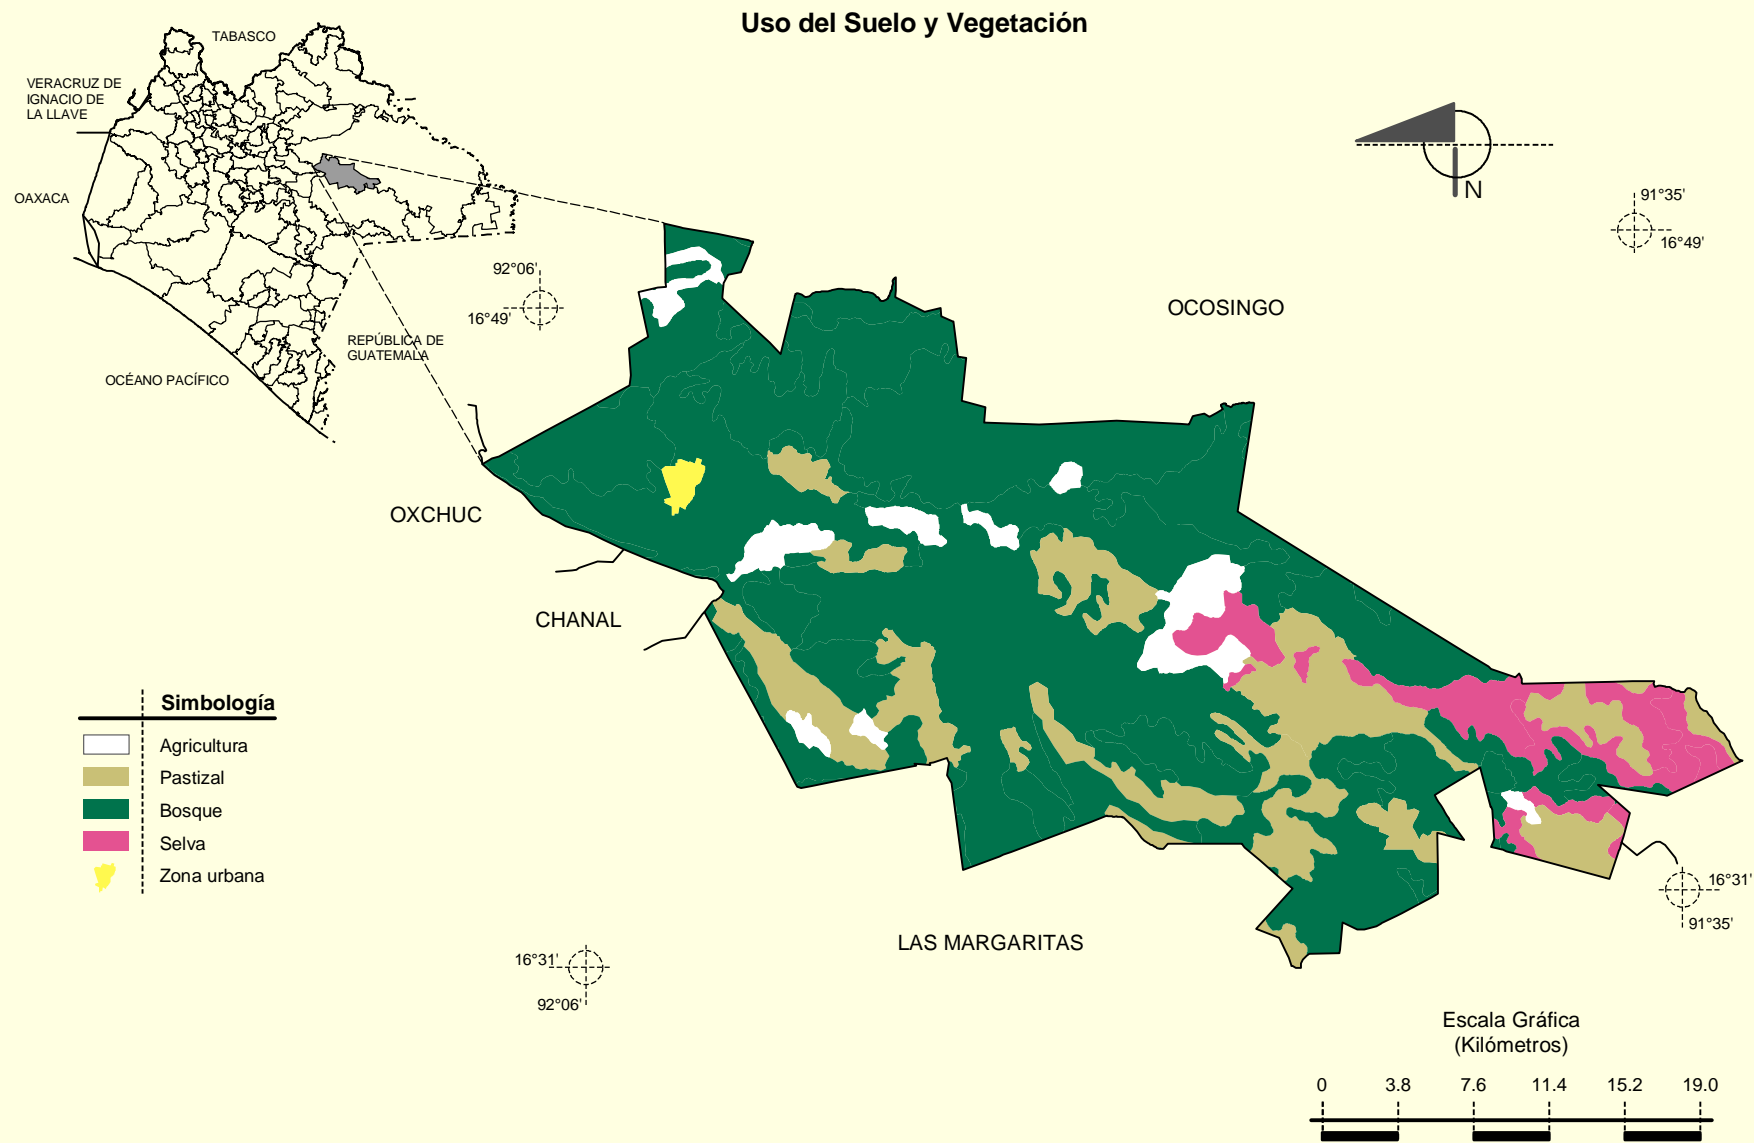 Uso del Suelo y Vegetación
TABASCO
VERACRUZ DE
IGNACIO DE
LA LLAVE
OAXACA
REPÚBLICA DE
GUATEMALA
OCÉANO PACÍFICO
N
91°35'
16°49'
92°06'
16°49'
OCOSINGO
OXCHUC
CHANAL
LAS MARGARITAS
Simbología
Agricultura
Pastizal
Bosque
Selva
Zona urbana
16°31'
91°35'
16°31'
92°06'
Escala Gráfica
(Kilómetros)
0 3.8 7.6 11.4 15.2 19.0